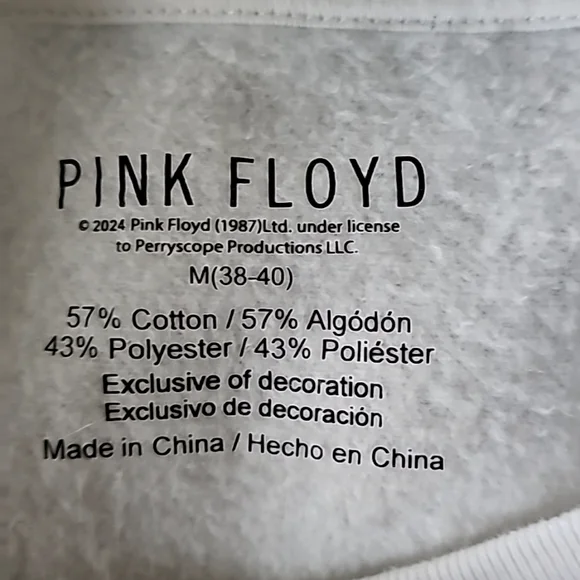 PINK FLOYD
© 2024 Pink Floyd (1987)Ltd. under license
to Perryscope Productions LLC.
M(38-40)
57% Cotton / 57% Algódón
43% Polyester / 43% Poliéster
Exclusive of decoration
Exclusivo de decoración
Made in China / Hecho en China